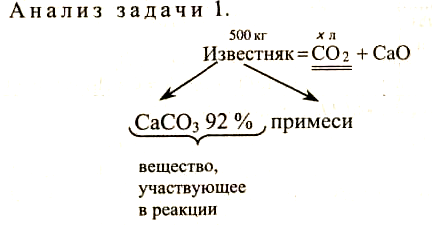 Анализ задачи 1.
500 кг x л
Известняк = CO₂ + CaO
CaCO₃ 92 %, примеси
вещество,
участвующее
в реакции